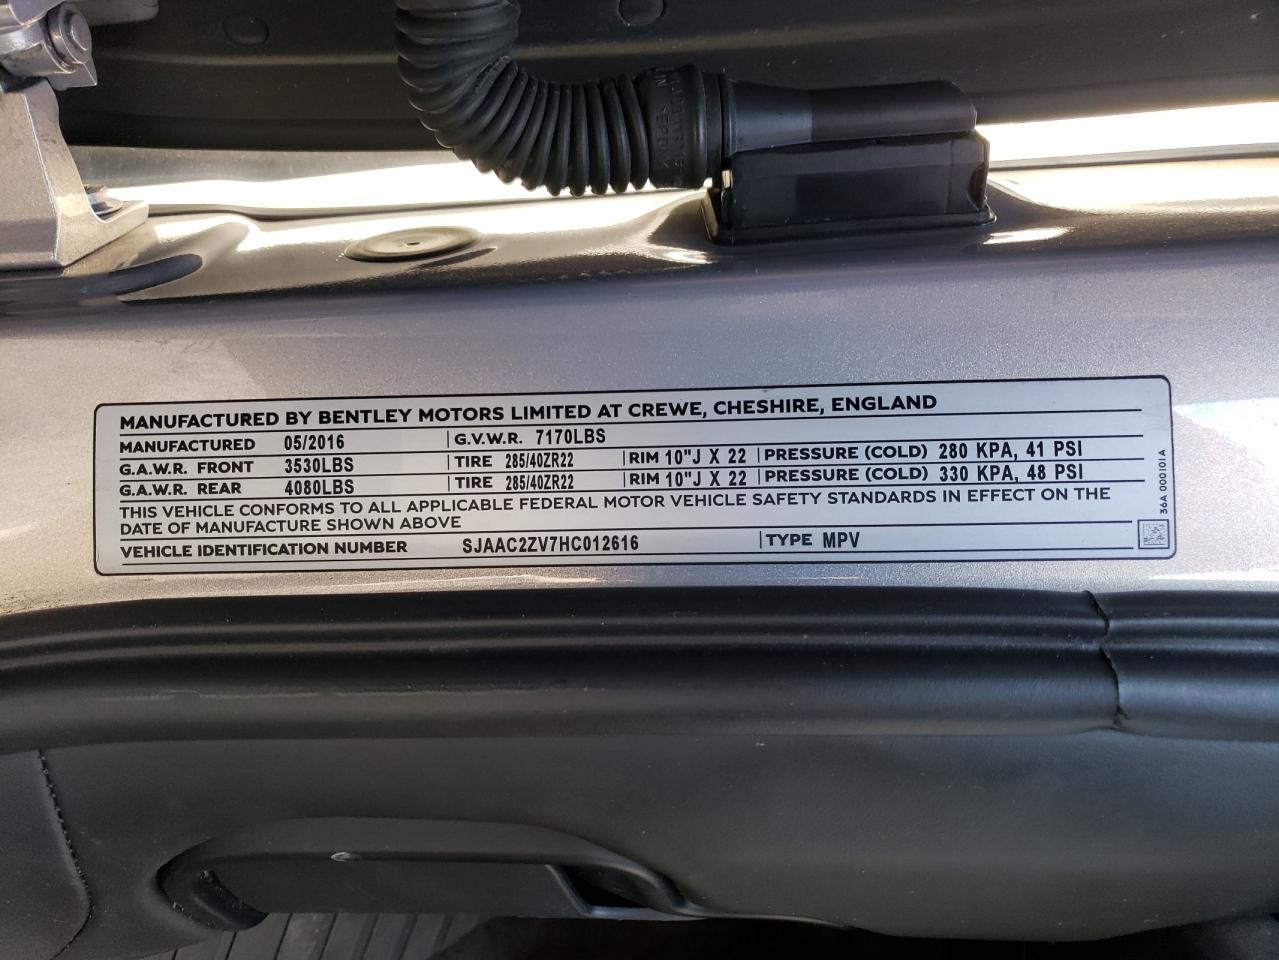 MANUFACTURED BY BENTLEY MOTORS LIMITED AT CREWE, CHESHIRE, ENGLAND
MANUFACTURED 05/2016 G.V.W.R. 7170LBS
G.A.W.R. FRONT 3530LBS TIRE 285/40ZR22 RIM 10"J X 22 PRESSURE (COLD) 280 KPA, 41 PSI
G.A.W.R. REAR 4080LBS TIRE 285/40ZR22 RIM 10"J X 22 PRESSURE (COLD) 330 KPA, 48 PSI
THIS VEHICLE CONFORMS TO ALL APPLICABLE FEDERAL MOTOR VEHICLE SAFETY STANDARDS IN EFFECT ON THE
DATE OF MANUFACTURE SHOWN ABOVE
VEHICLE IDENTIFICATION NUMBER SJAAC2ZV7HC012616 TYPE MPV
36A 000101A